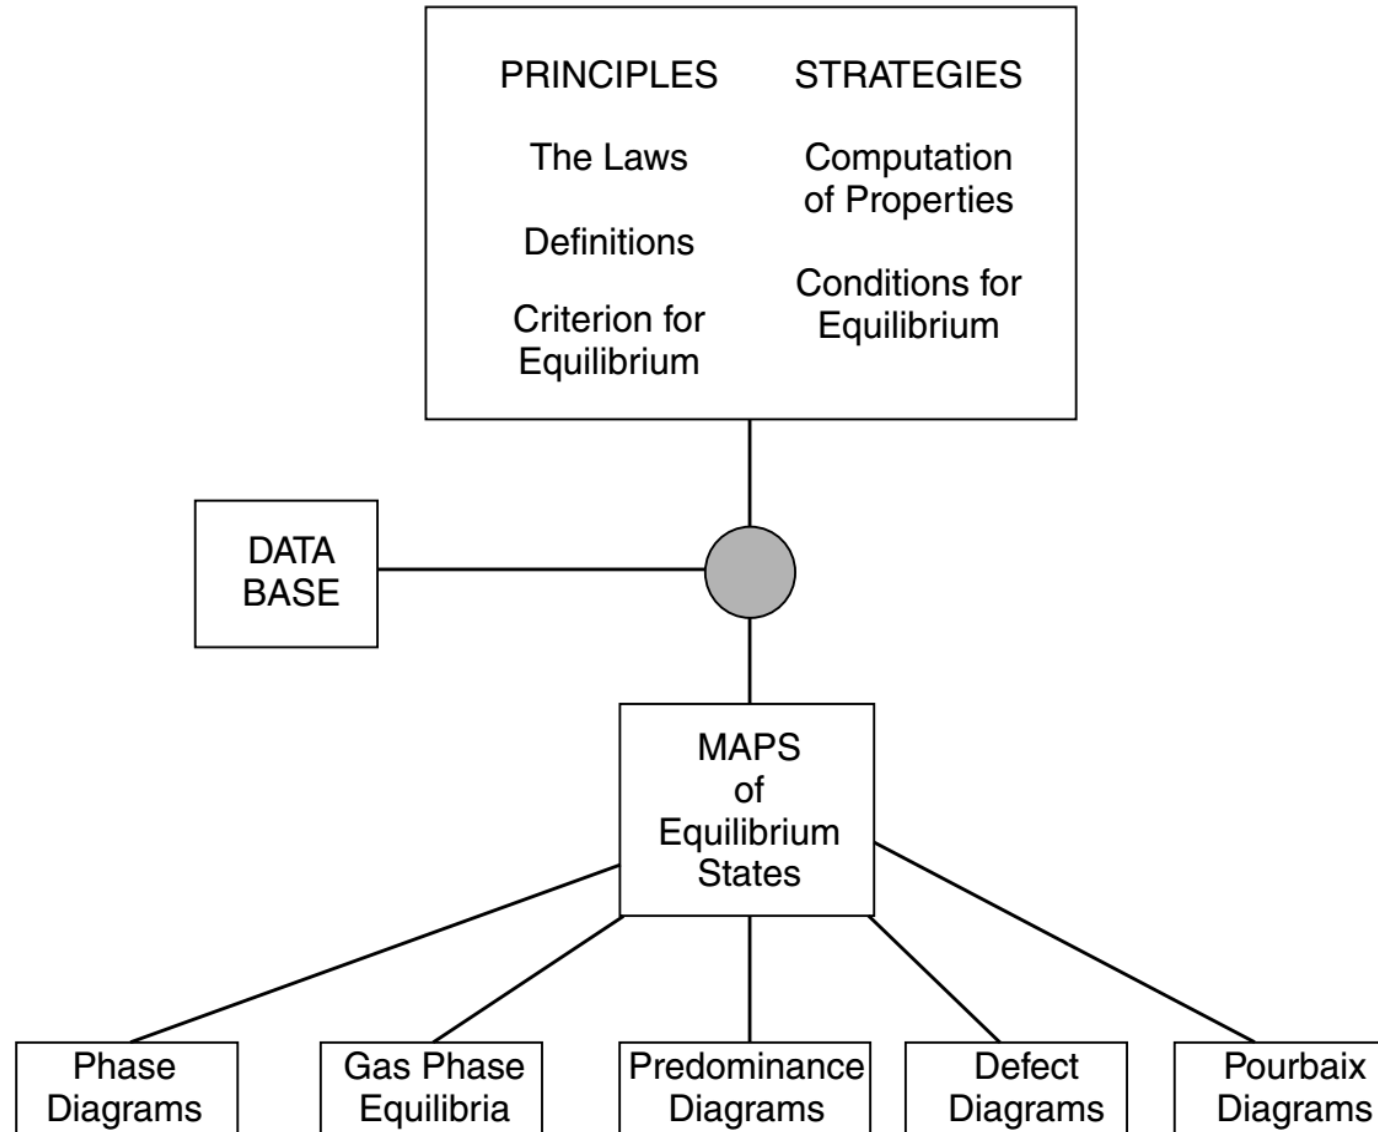 PRINCIPLES
The Laws
Definitions
Criterion for
Equilibrium
STRATEGIES
Computation
of Properties
Conditions for
Equilibrium
DATA
BASE
MAPS
of
Equilibrium
States
Phase
Diagrams
Gas Phase
Equilibria
Predominance
Diagrams
Defect
Diagrams
Pourbaix
Diagrams